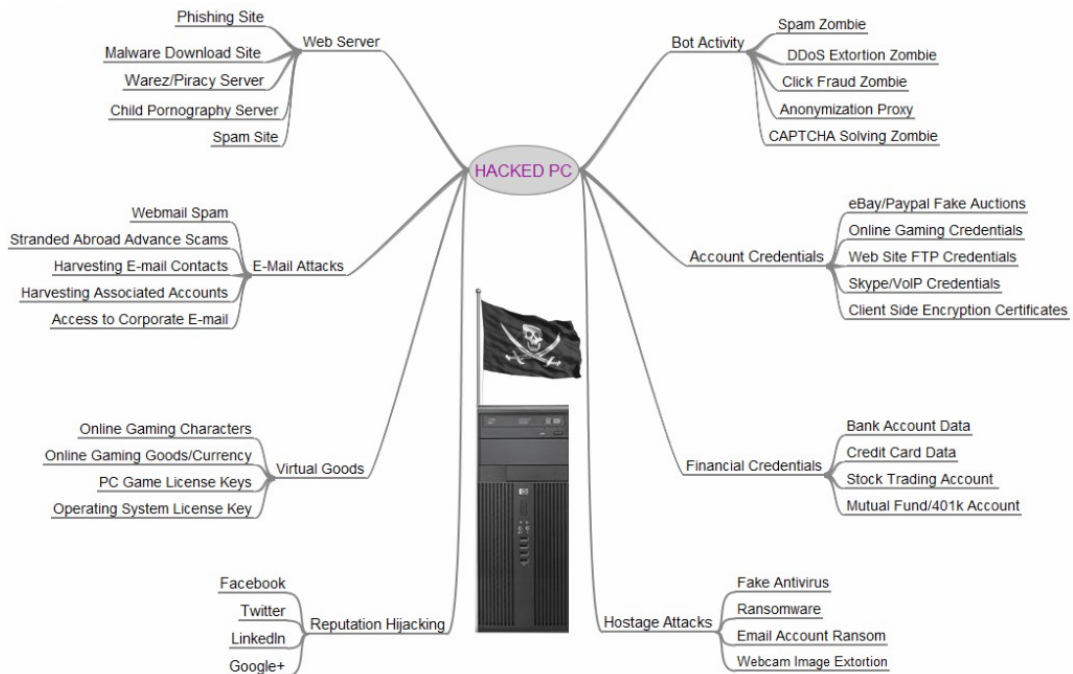 HACKED PC
Web Server
Phishing Site
Malware Download Site
Warez/Piracy Server
Child Pornography Server
Spam Site
E-Mail Attacks
Webmail Spam
Stranded Abroad Advance Scams
Harvesting E-mail Contacts
Harvesting Associated Accounts
Access to Corporate E-mail
Virtual Goods
Online Gaming Characters
Online Gaming Goods/Currency
PC Game License Keys
Operating System License Key
Reputation Hijacking
Facebook
Twitter
LinkedIn
Google+
Bot Activity
Spam Zombie
DDoS Extortion Zombie
Click Fraud Zombie
Anonymization Proxy
CAPTCHA Solving Zombie
Account Credentials
eBay/Paypal Fake Auctions
Online Gaming Credentials
Web Site FTP Credentials
Skype/VoIP Credentials
Client Side Encryption Certificates
Financial Credentials
Bank Account Data
Credit Card Data
Stock Trading Account
Mutual Fund/401k Account
Hostage Attacks
Fake Antivirus
Ransomware
Email Account Ransom
Webcam Image Extortion